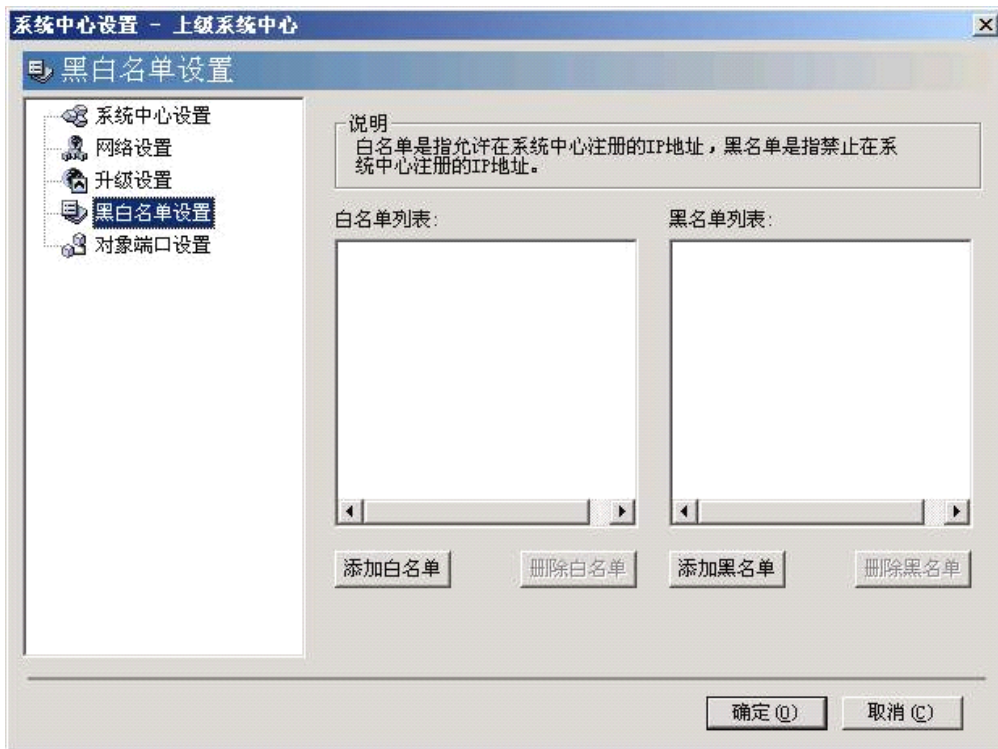 系统中心设置 - 上级系统中心
黑白名单设置
系统中心设置
网络设置
升级设置
黑白名单设置
对象端口设置
说明
白名单是指允许在系统中心注册的IP地址，黑名单是指禁止在系
统中心注册的IP地址。
白名单列表:
黑名单列表:
添加白名单
删除白名单
添加黑名单
删除黑名单
确定(O)
取消(C)